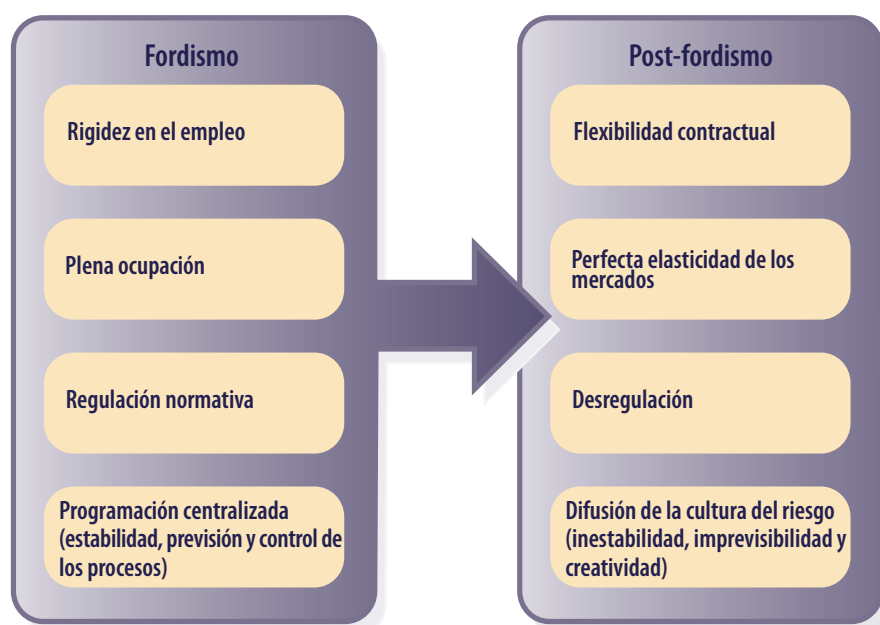 Fordismo
Rigidez en el empleo
Plena ocupación
Regulación normativa
Programación centralizada
(estabilidad, previsión y control de
los procesos)
Post-fordismo
Flexibilidad contractual
Perfecta elasticidad de los
mercados
Desregulación
Difusión de la cultura del riesgo
(inestabilidad, imprevisibilidad y
creatividad)